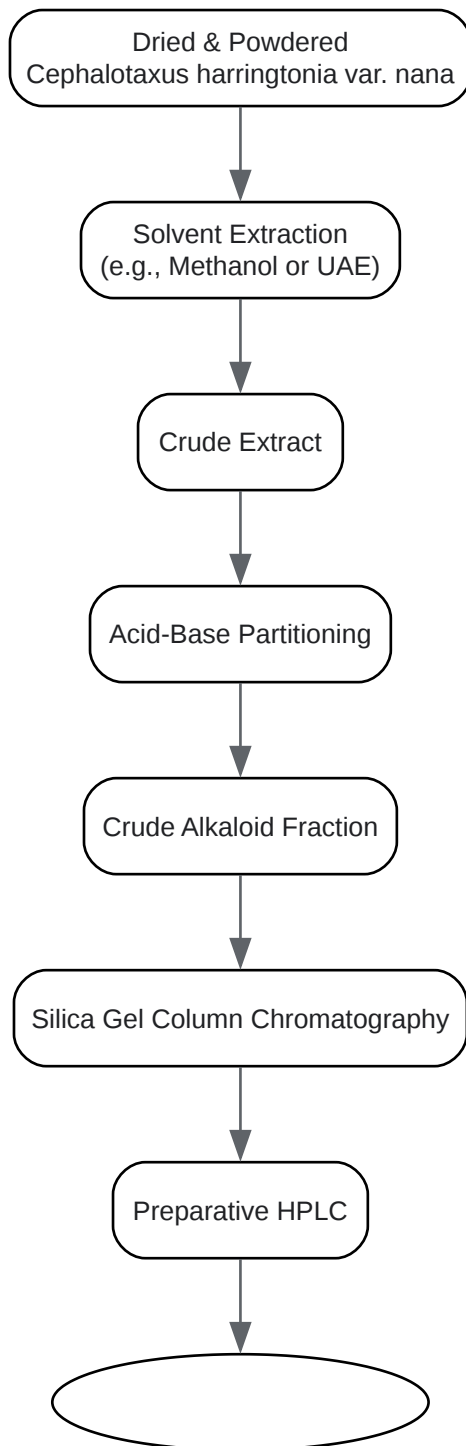 Dried & Powdered
Cephalotaxus harringtonia var. nana
Solvent Extraction
(e.g., Methanol or UAE)
Crude Extract
Acid-Base Partitioning
Crude Alkaloid Fraction
Silica Gel Column Chromatography
Preparative HPLC